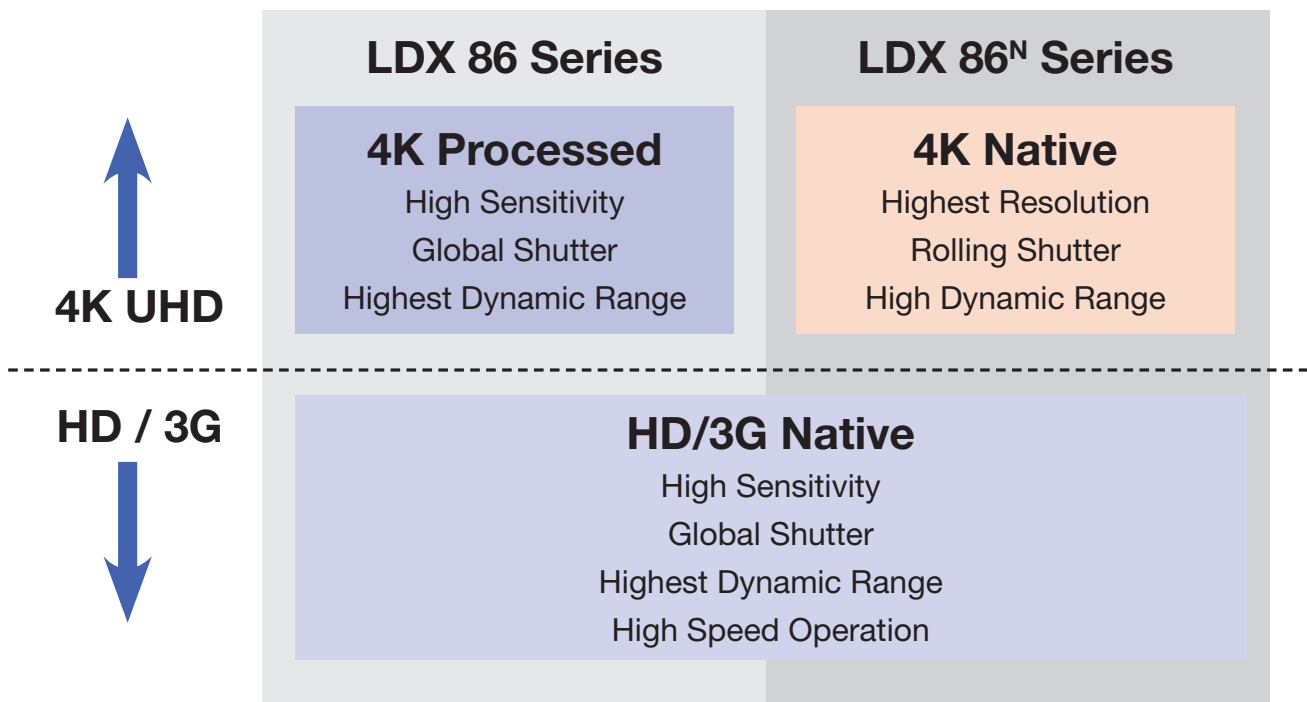 LDX 86 Series
LDX 86ᴺ Series
4K Processed
High Sensitivity
Global Shutter
Highest Dynamic Range
4K Native
Highest Resolution
Rolling Shutter
High Dynamic Range
4K UHD
HD / 3G
HD/3G Native
High Sensitivity
Global Shutter
Highest Dynamic Range
High Speed Operation